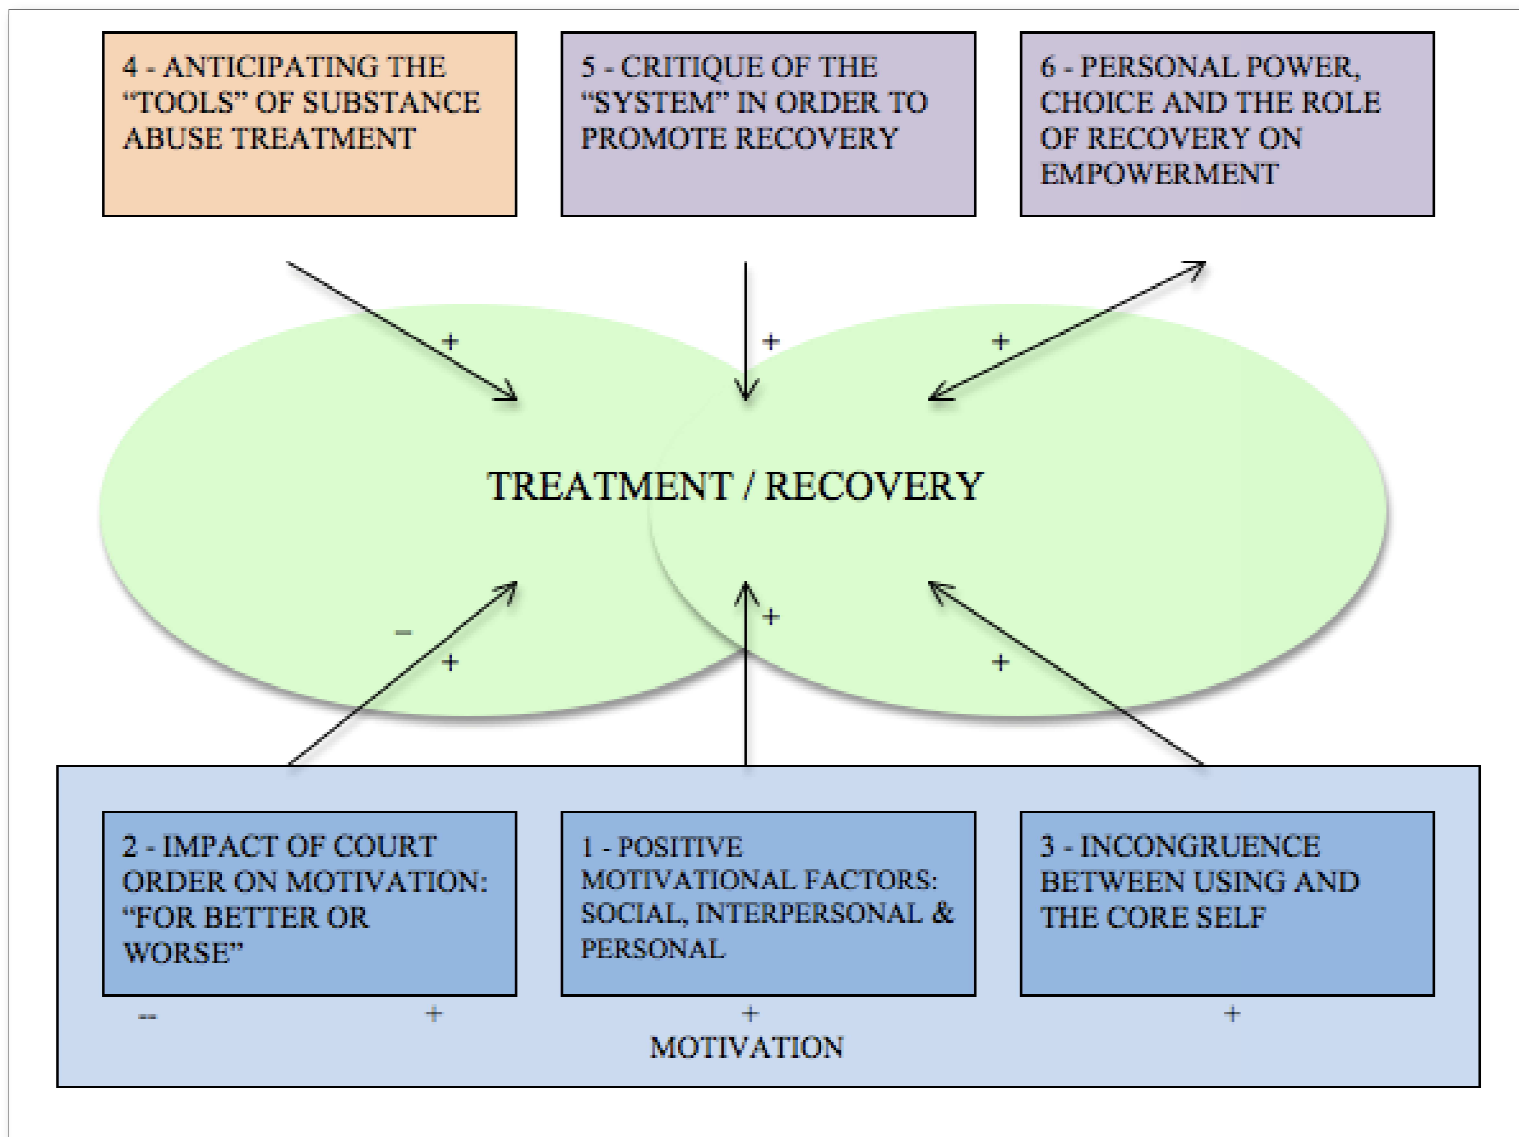 4 - ANTICIPATING THE
“TOOLS” OF SUBSTANCE
ABUSE TREATMENT
5 - CRITIQUE OF THE
“SYSTEM” IN ORDER TO
PROMOTE RECOVERY
6 - PERSONAL POWER,
CHOICE AND THE ROLE
OF RECOVERY ON
EMPOWERMENT
+
+
+
TREATMENT / RECOVERY
–
+
+
+
2 - IMPACT OF COURT
ORDER ON MOTIVATION:
“FOR BETTER OR
WORSE”
1 - POSITIVE
MOTIVATIONAL FACTORS:
SOCIAL, INTERPERSONAL &
PERSONAL
3 - INCONGRUENCE
BETWEEN USING AND
THE CORE SELF
-- + + +
MOTIVATION